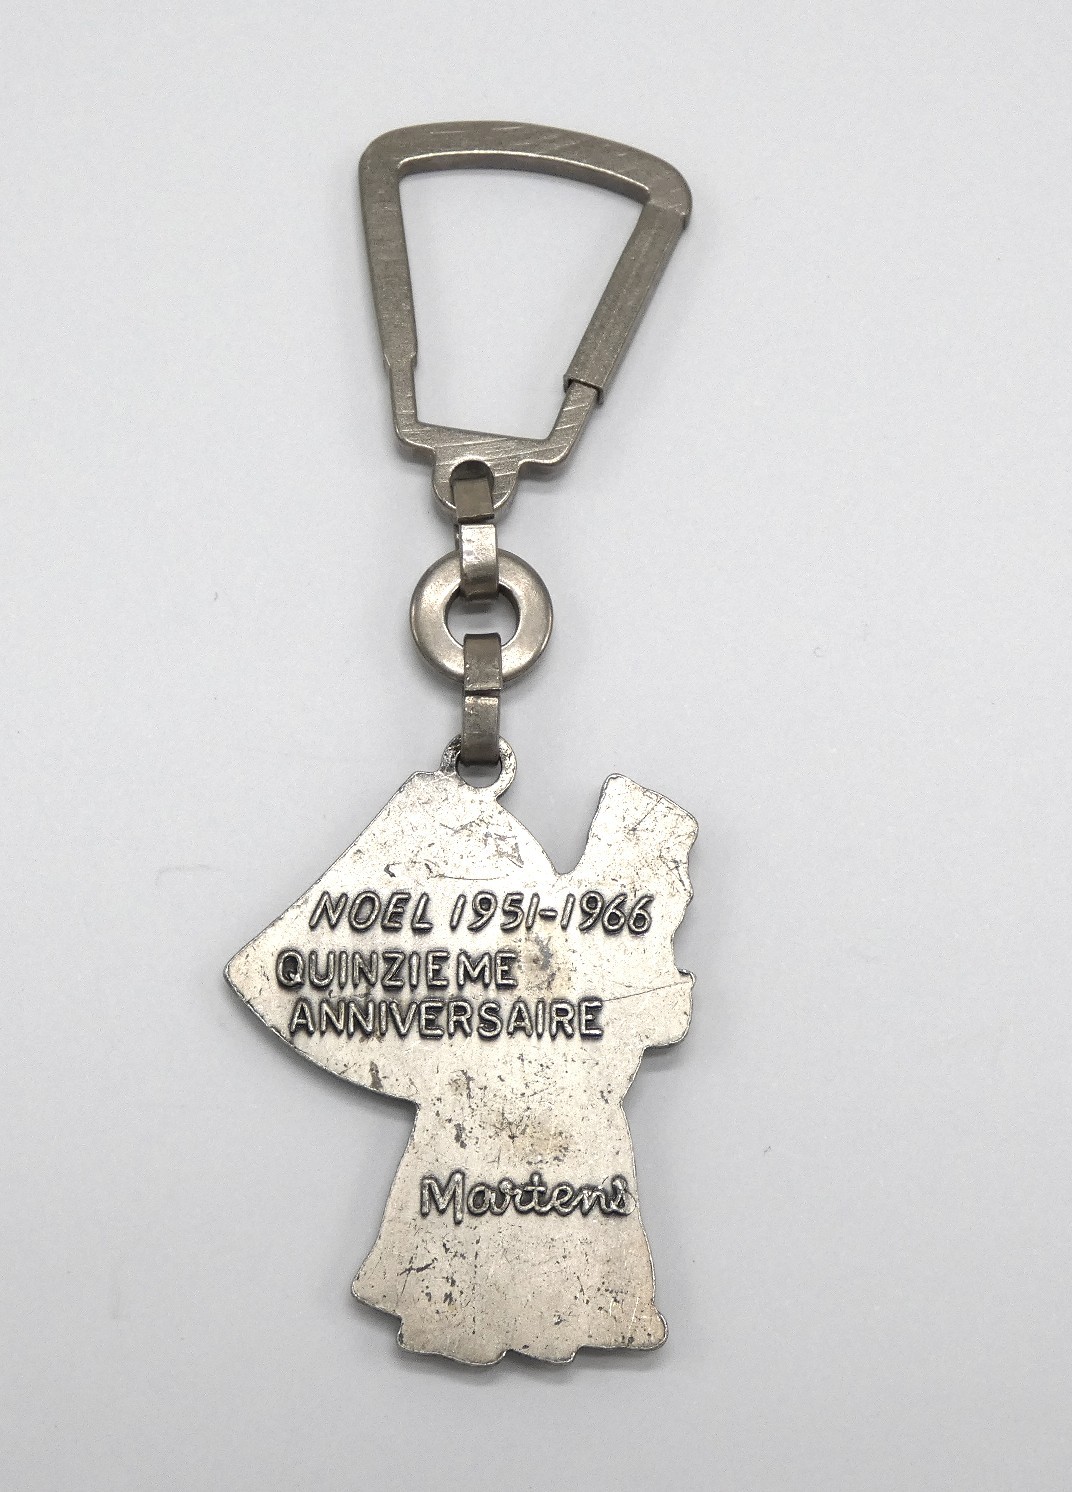 NOEL 1951-1966
QUINZIEME
ANNIVERSAIRE
Martens